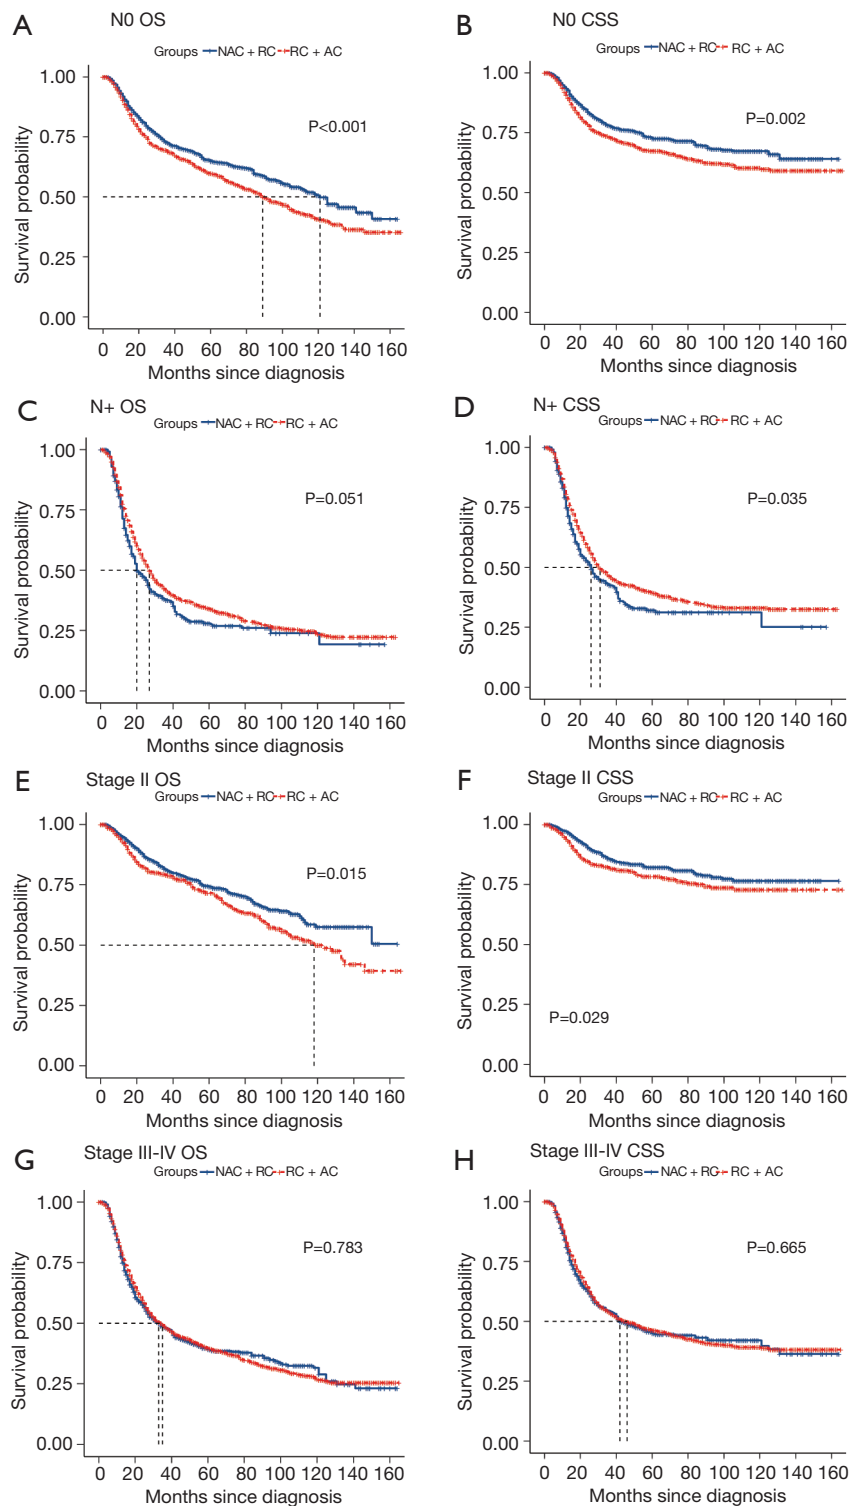 A N0 OS
Groups NAC + RC RC + AC
1.00
0.75
0.50
0.25
0.00
P<0.001
Survival probability
0 20 40 60 80 100 120 140 160
Months since diagnosis
B N0 CSS
Groups NAC + RC RC + AC
1.00
0.75
0.50
0.25
0.00
P=0.002
Survival probability
0 20 40 60 80 100 120 140 160
Months since diagnosis
C N+ OS
Groups NAC + RC RC + AC
1.00
0.75
0.50
0.25
0.00
P=0.051
Survival probability
0 20 40 60 80 100 120 140 160
Months since diagnosis
D N+ CSS
Groups NAC + RC RC + AC
1.00
0.75
0.50
0.25
0.00
P=0.035
Survival probability
0 20 40 60 80 100 120 140 160
Months since diagnosis
E Stage II OS
Groups NAC + RC RC + AC
1.00
0.75
0.50
0.25
0.00
P=0.015
Survival probability
0 20 40 60 80 100 120 140 160
Months since diagnosis
F Stage II CSS
Groups NAC + RC RC + AC
1.00
0.75
0.50
0.25
0.00
P=0.029
Survival probability
0 20 40 60 80 100 120 140 160
Months since diagnosis
G Stage III-IV OS
Groups NAC + RC RC + AC
1.00
0.75
0.50
0.25
0.00
P=0.783
Survival probability
0 20 40 60 80 100 120 140 160
Months since diagnosis
H Stage III-IV CSS
Groups NAC + RC RC + AC
1.00
0.75
0.50
0.25
0.00
P=0.665
Survival probability
0 20 40 60 80 100 120 140 160
Months since diagnosis